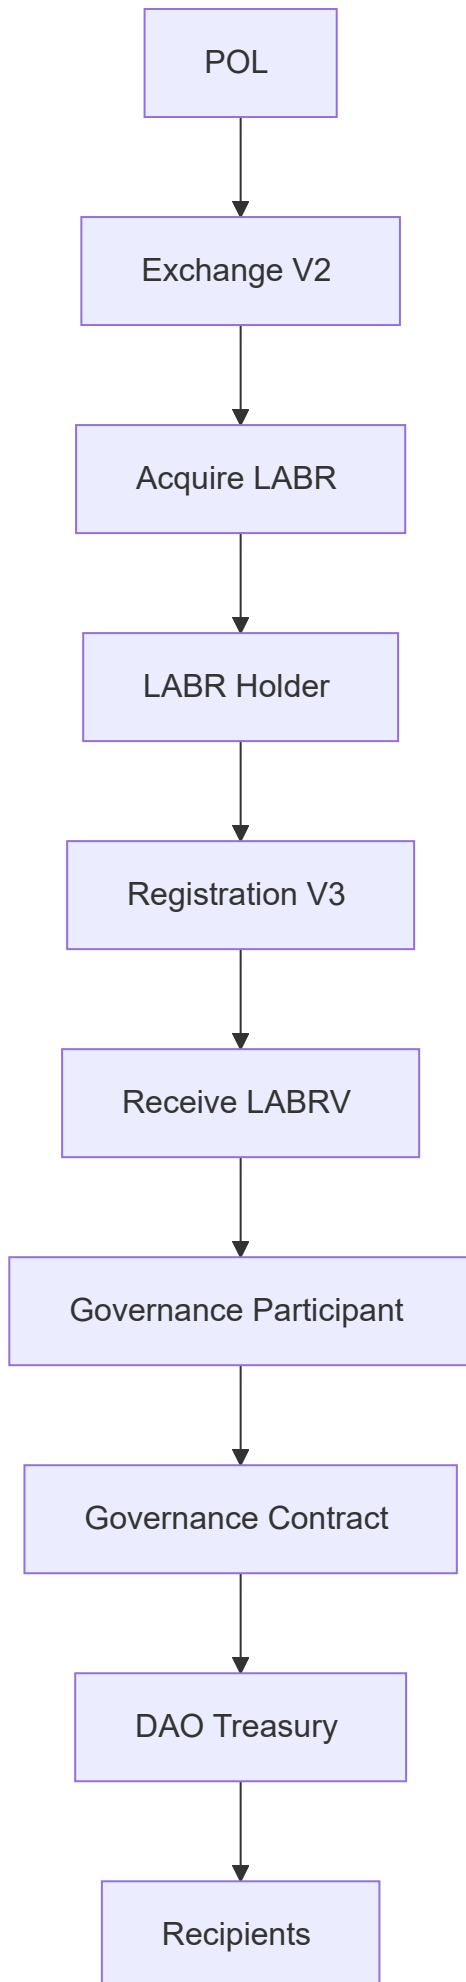 POL
Exchange V2
Acquire LABR
LABR Holder
Registration V3
Receive LABRV
Governance Participant
Governance Contract
DAO Treasury
Recipients